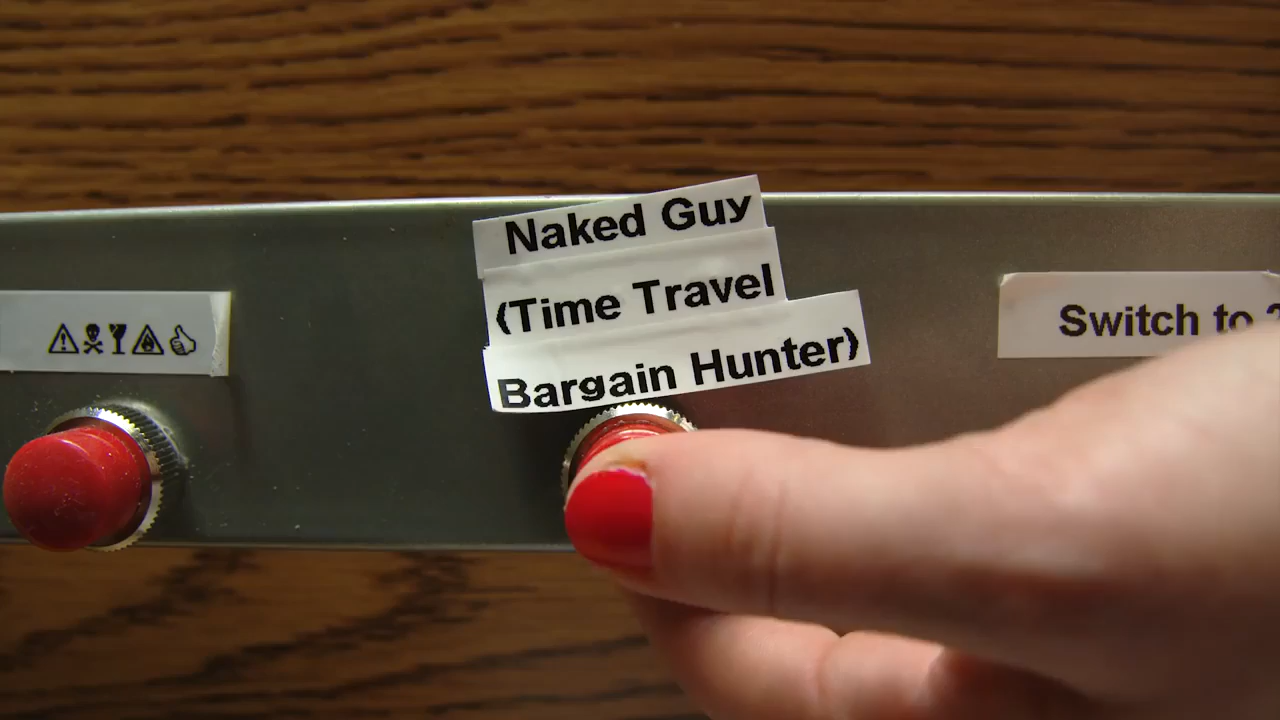 ⚠☠🍷⚠👍
Naked Guy
(Time Travel
Bargain Hunter)
Switch to